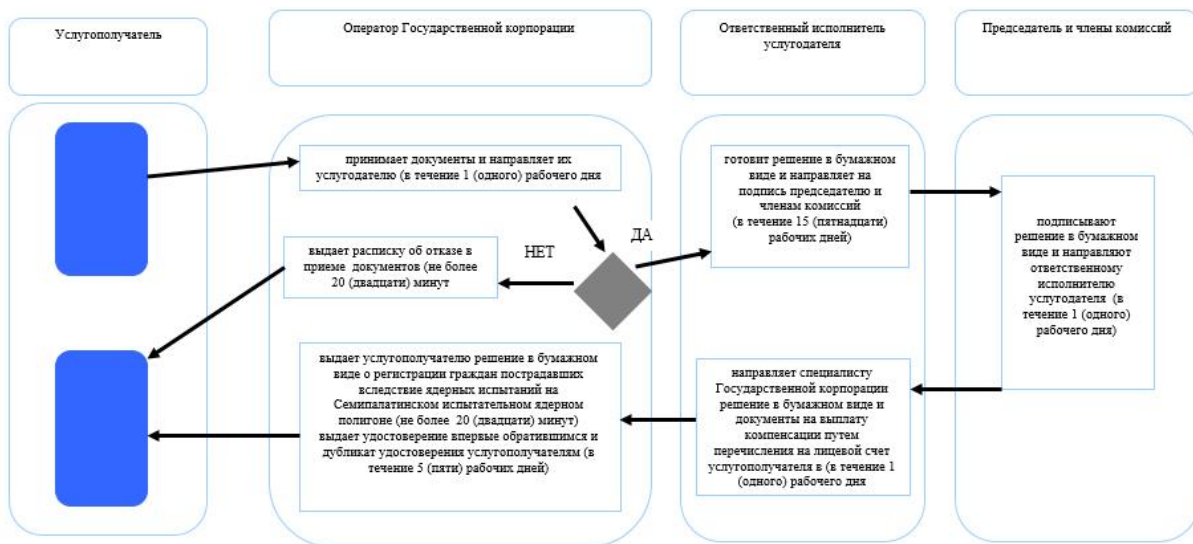 Услугополучатель
Оператор Государственной корпорации
Ответственный исполнитель
услугодателя
Председатель и члены комиссий
принимает документы и направляет их
услугодателю (в течение 1 (одного) рабочего дня
готовит решение в бумажном
виде и направляет на
подпись председателю и
членам комиссий
(в течение 15 (пятнадцати)
рабочих дней)
подписывают
решение в бумажном
виде и направляют
ответственному
исполнителю
услугодателя (в
течение 1 (одного)
рабочего дня)
ДА
НЕТ
выдает расписку об отказе в
приеме документов (не более
20 (двадцати) минут
выдает услугополучателю решение в бумажном
виде о регистрации граждан пострадавших
вследствие ядерных испытаний на
Семипалатинском испытательном ядерном
полигоне (не более 20 (двадцати) минут)
выдает удостоверение впервые обратившимся и
дубликат удостоверения услугополучателям (в
течение 5 (пяти) рабочих дней)
направляет специалисту
Государственной корпорации
решение в бумажном виде и
документы на выплату
компенсации путем
перечисления на лицевой счет
услугополучателя в (в течение 1
(одного) рабочего дня